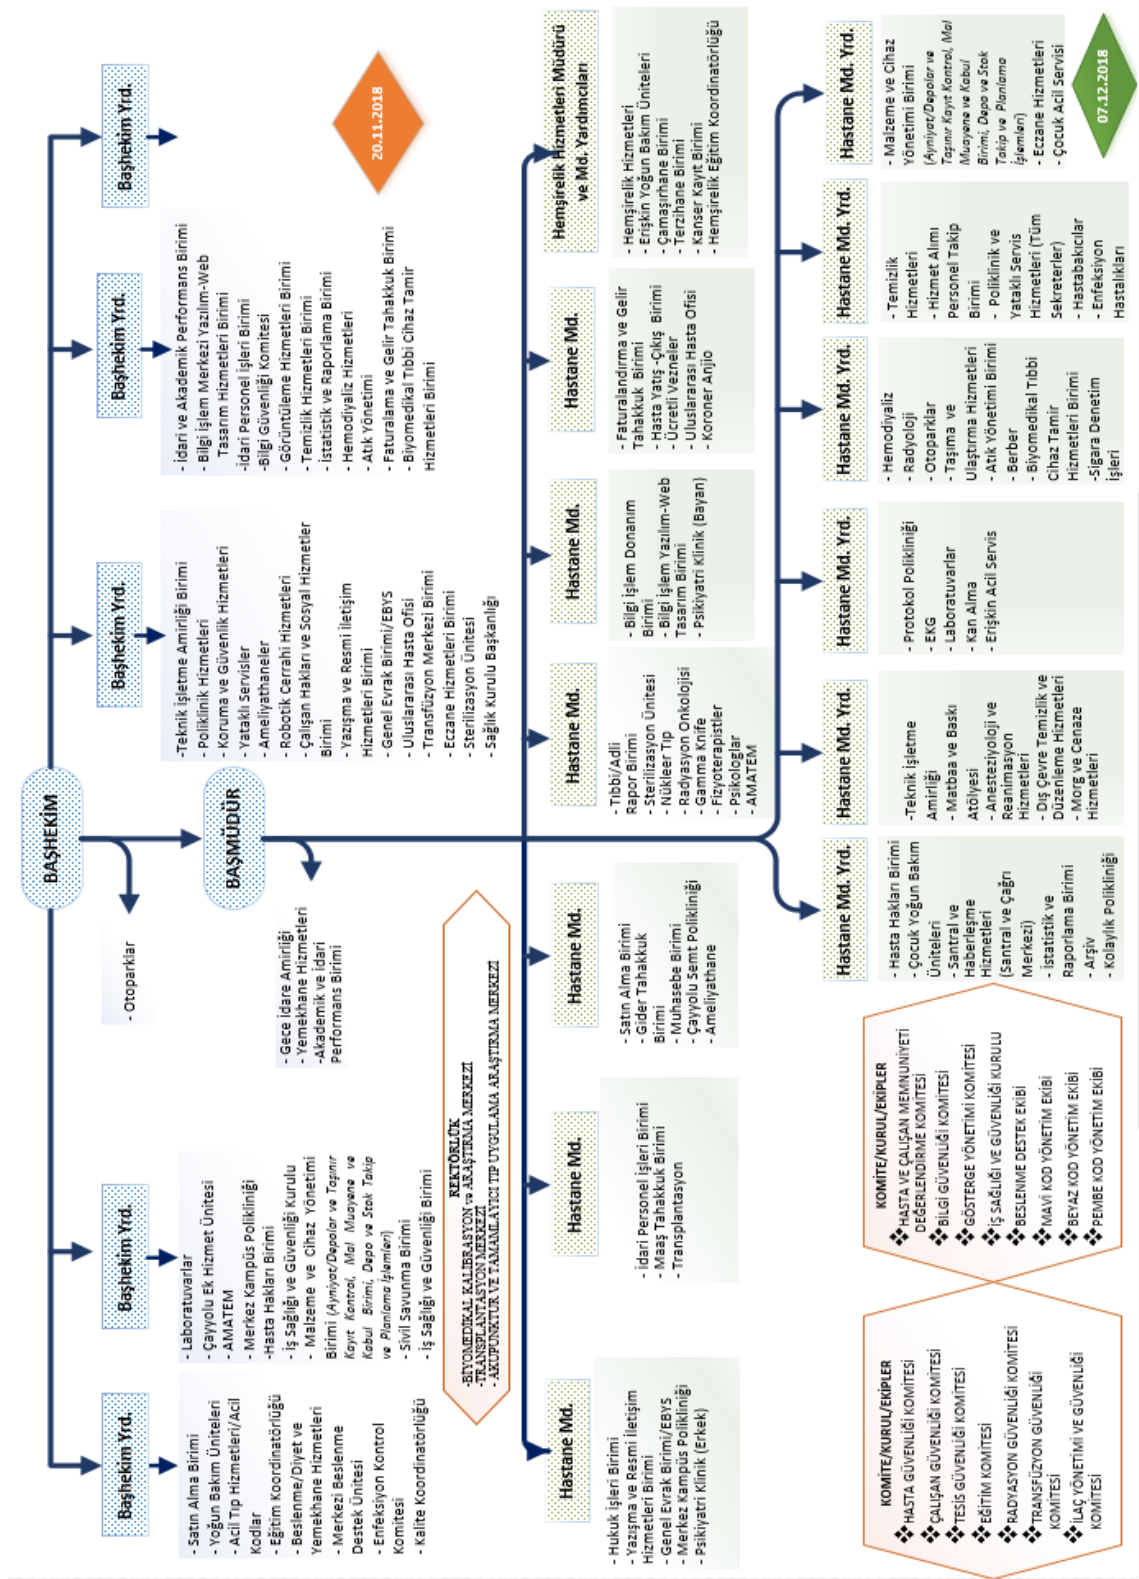 BAŞHEKİM
Başhekim Yrd.
- Satın Alma Birimi
- Yoğun Bakım Üniteleri
- Acil Tıp Hizmetleri/Acil
Kodlar
- Eğitim Koordinatörlüğü
- Beslenme/Diyet ve
Yemekhane Hizmetleri
- Merkezi Beslenme
Destek Ünitesi
- Enfeksiyon Kontrol
Komitesi
- Kalite Koordinatörlüğü
Başhekim Yrd.
- Laboratuvarlar
- Çayyolu Ek Hizmet Ünitesi
- AMATEM
- Merkez Kampüs Polikliniği
-Hasta Hakları Birimi
- İş Sağlığı ve Güvenliği Kurulu
- Malzeme ve Cihaz Yönetimi
Birimi (Ayniyat/Depolar ve Taşınır
Kayıt Kontrol, Mal Muayene ve
Kabul Birimi, Depo ve Stok Takip
ve Planlama İşlemleri)
- Sivil Savunma Birimi
- İş Sağlığı ve Güvenliği Birimi
- Otoparklar
BAŞMÜDÜR
- Gece İdare Amirliği
- Yemekhane Hizmetleri
-Akademik ve İdari
Performans Birimi
Başhekim Yrd.
-Teknik İşletme Amirliği Birimi
- Poliklinik Hizmetleri
- Koruma ve Güvenlik Hizmetleri
- Yataklı Servisler
- Ameliyathaneler
- Robotik Cerrahi Hizmetleri
- Çalışan Hakları ve Sosyal Hizmetler
Birimi
- Yazışma ve Resmi İletişim
Hizmetleri Birimi
- Genel Evrak Birimi/EBYS
- Uluslararası Hasta Ofisi
- Transfüzyon Merkezi Birimi
- Eczane Hizmetleri Birimi
- Sterilizasyon Ünitesi
- Sağlık Kurulu Başkanlığı
Başhekim Yrd.
- İdari ve Akademik Performans Birimi
- Bilgi İşlem Merkezi Yazılım-Web
Tasarım Hizmetleri Birimi
-İdari Personel İşleri Birimi
-Bilgi Güvenliği Komitesi
- Görüntüleme Hizmetleri Birimi
- Temizlik Hizmetleri Birimi
- İstatistik ve Raporlama Birimi
- Hemodiyaliz Hizmetleri
- Atık Yönetimi
- Faturalama ve Gelir Tahakkuk Birimi
- Biyomedikal Tıbbi Cihaz Tamir
Hizmetleri Birimi
Başhekim Yrd.
20.11.2018
REKTÖRLÜK
-BİYOMEDİKAL KALİBRASYON ve ARAŞTIRMA MERKEZİ
-TRANSPLANTASYON MERKEZİ
- AKUPUNKTUR VE TAMAMLAYICI TIP UYGULAMA ARAŞTIRMA MERKEZİ
Hastane Md.
- Hukuk İşleri Birimi
- Yazışma ve Resmi İletişim
Hizmetleri Birimi
- Genel Evrak Birimi/EBYS
- Merkez Kampüs Polikliniği
- Psikiyatri Klinik (Erkek)
Hastane Md.
- İdari Personel İşleri Birimi
- Maaş Tahakkuk Birimi
- Transplantasyon
Hastane Md.
- Satın Alma Birimi
- Gider Tahakkuk
Birimi
- Muhasebe Birimi
- Çayyolu Semt Polikliniği
- Ameliyathane
Hastane Md.
- Tıbbi/Adli
Rapor Birimi
- Sterilizasyon Ünitesi
- Nükleer Tıp
- Radyasyon Onkolojisi
- Gamma Knife
- Fizyoterapistler
- Psikologlar
- AMATEM
Hastane Md.
- Bilgi İşlem Donanım
Birimi
- Bilgi İşlem Yazılım-Web
Tasarım Birimi
- Psikiyatri Klinik (Bayan)
Hastane Md.
- Faturalandırma ve Gelir
Tahakkuk Birimi
- Hasta Yatış-Çıkış Birimi
- Ücretli Vezneler
- Uluslararası Hasta Ofisi
- Koroner Anjio
Hemşirelik Hizmetleri Müdürü
ve Md. Yardımcıları
- Hemşirelik Hizmetleri
- Erişkin Yoğun Bakım Üniteleri
- Çamaşırhane Birimi
- Terzihane Birimi
- Kanser Kayıt Birimi
- Hemşirelik Eğitim Koordinatörlüğü
KOMİTE/KURUL/EKİPLER
❖ HASTA GÜVENLİĞİ KOMİTESİ
❖ ÇALIŞAN GÜVENLİĞİ KOMİTESİ
❖ TESİS GÜVENLİĞİ KOMİTESİ
❖ EĞİTİM KOMİTESİ
❖ RADYASYON GÜVENLİĞİ KOMİTESİ
❖ TRANSFÜZYON GÜVENLİĞİ
KOMİTESİ
❖ İLAÇ YÖNETİMİ VE GÜVENLİĞİ
KOMİTESİ
KOMİTE/KURUL/EKİPLER
❖ HASTA VE ÇALIŞAN MEMNUNİYETİ
DEĞERLENDİRME KOMİTESİ
❖ BİLGİ GÜVENLİĞİ KOMİTESİ
❖ GÖSTERGE YÖNETİMİ KOMİTESİ
❖ İŞ SAĞLIĞI VE GÜVENLİĞİ KURULU
❖ BESLENME DESTEK EKİBİ
❖ MAVİ KOD YÖNETİM EKİBİ
❖ BEYAZ KOD YÖNETİM EKİBİ
❖ PEMBE KOD YÖNETİM EKİBİ
Hastane Md. Yrd.
- Hasta Hakları Birimi
- Çocuk Yoğun Bakım
Üniteleri
- Santral ve
Haberleşme
Hizmetleri
(Santral ve Çağrı
Merkezi)
- İstatistik ve
Raporlama Birimi
- Arşiv
- Kolaylık Polikliniği
Hastane Md. Yrd.
-Teknik İşletme
Amirliği
- Matbaa ve Baskı
Atölyesi
- Anesteziyoloji ve
Reanimasyon
Hizmetleri
- Dış Çevre Temizlik ve
Düzenleme Hizmetleri
- Morg ve Cenaze
Hizmetleri
Hastane Md. Yrd.
- Protokol Polikliniği
- EKG
- Laboratuvarlar
- Kan Alma
- Erişkin Acil Servis
Hastane Md. Yrd.
- Hemodiyaliz
- Radyoloji
- Otoparklar
- Taşıma ve
Ulaştırma Hizmetleri
- Atık Yönetimi Birimi
- Berber
- Biyomedikal Tıbbi
Cihaz Tamir
Hizmetleri Birimi
-Sigara Denetim
İşleri
Hastane Md. Yrd.
- Temizlik
Hizmetleri
- Hizmet Alımı
Personel Takip
Birimi
- Poliklinik ve
Yataklı Servis
Hizmetleri (Tüm
Sekreterler)
- Hastabakıcılar
- Enfeksiyon
Hastalıkları
Hastane Md. Yrd.
- Malzeme ve Cihaz
Yönetimi Birimi
(Ayniyat/Depolar ve
Taşınır Kayıt Kontrol, Mal
Muayene ve Kabul
Birimi, Depo ve Stok
Takip ve Planlama
İşlemleri)
- Eczane Hizmetleri
- Çocuk Acil Servisi
07.12.2018